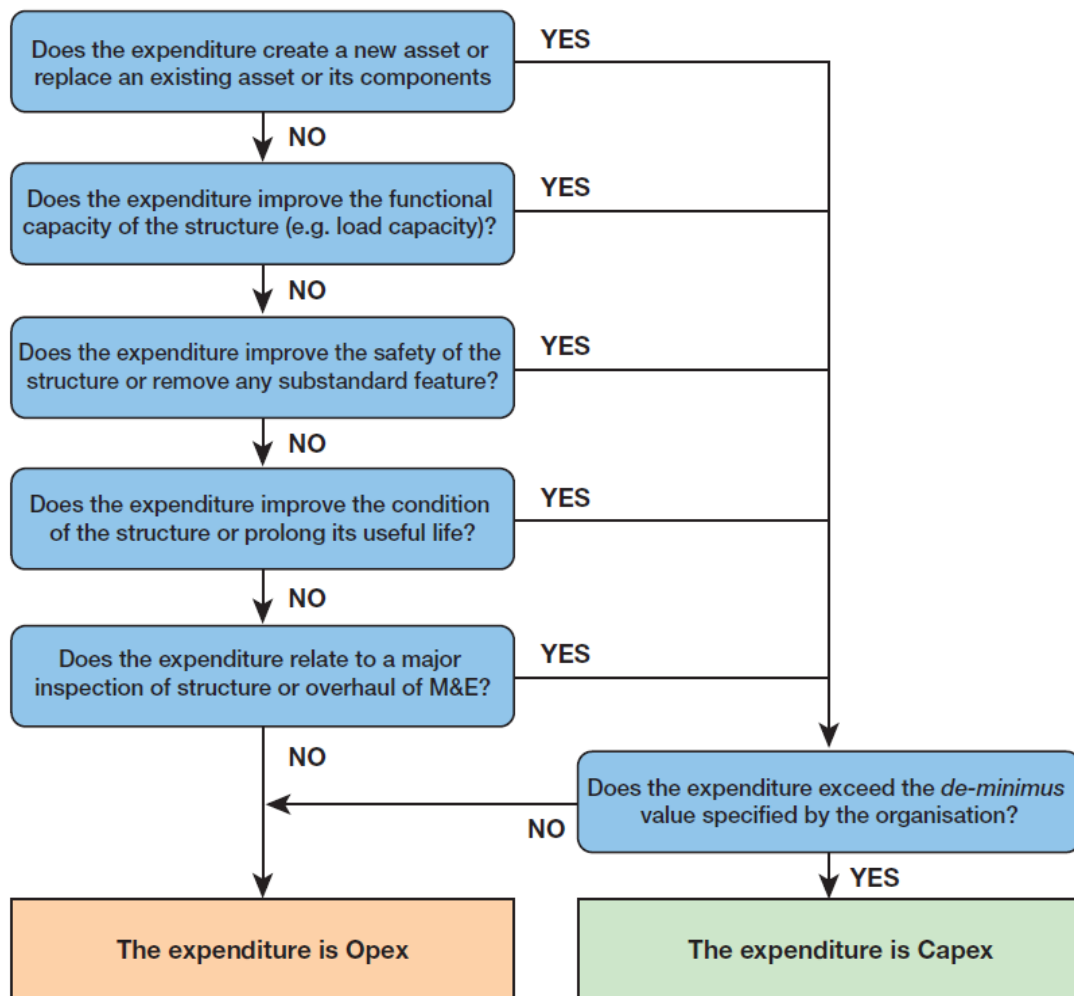 Does the expenditure create a new asset or
replace an existing asset or its components
YES
NO
Does the expenditure improve the functional
capacity of the structure (e.g. load capacity)?
YES
NO
Does the expenditure improve the safety of the
structure or remove any substandard feature?
YES
NO
Does the expenditure improve the condition
of the structure or prolong its useful life?
YES
NO
Does the expenditure relate to a major
inspection of structure or overhaul of M&E?
YES
NO
Does the expenditure exceed the de-minimus
value specified by the organisation?
NO
YES
The expenditure is Opex
The expenditure is Capex